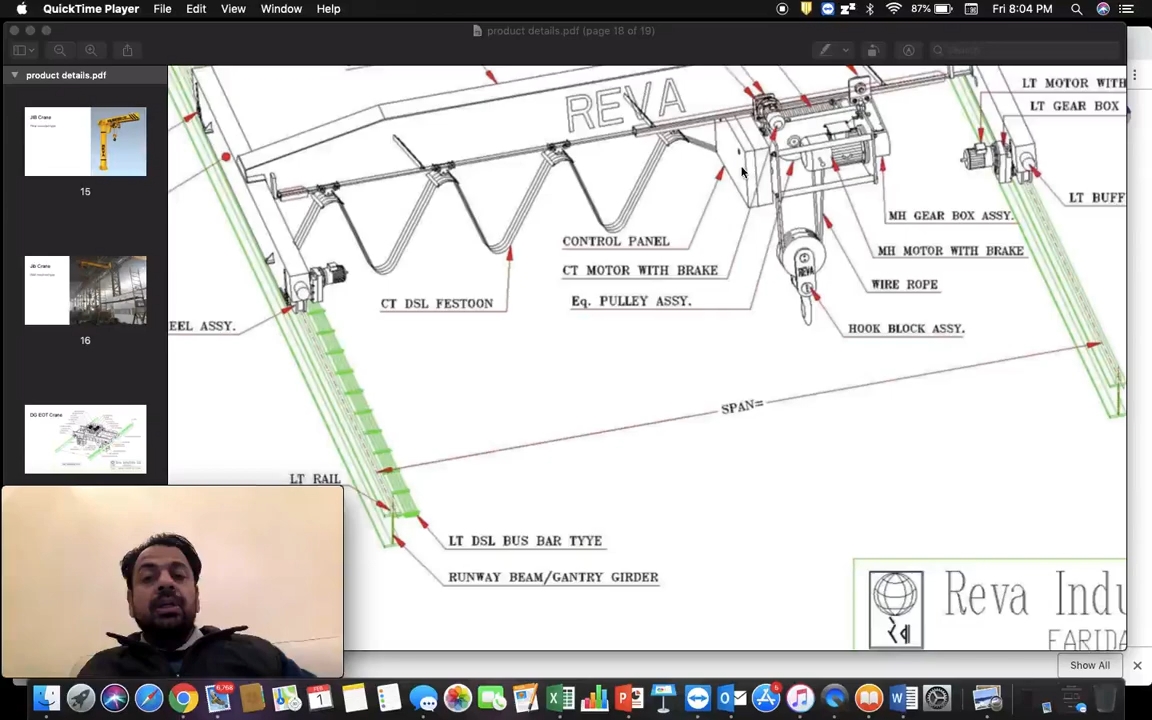 QuickTime Player File Edit View Window Help
87%
Fri 8:04 PM
product details.pdf (page 18 of 19)
Search
product details.pdf
Jib Crane
15
Jib Crane
16
DG EOT Crane
REVA
LT MOTOR WITH
LT GEAR BOX
LT BUFF
CONTROL PANEL
CT MOTOR WITH BRAKE
Eq. PULLEY ASSY.
MH GEAR BOX ASSY.
MH MOTOR WITH BRAKE
WIRE ROPE
REVA
HOOK BLOCK ASSY.
CT DSL FESTOON
EEL ASSY.
SPAN=
LT RAIL
LT DSL BUS BAR TYYE
RUNWAY BEAM/GANTRY GIRDER
Reva Indu
FARIDA
Show All
FEB
1